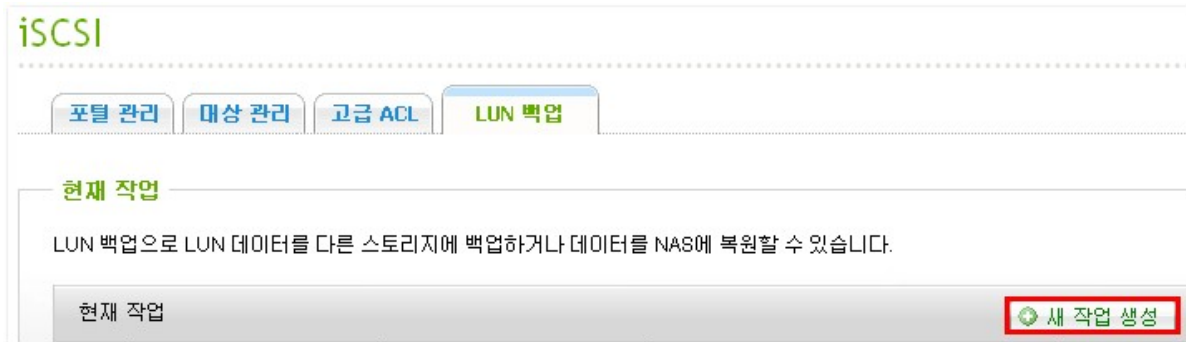 iSCSI
포털 관리 대상 관리 고급 ACL LUN 백업
현재 작업
LUN 백업으로 LUN 데이터를 다른 스토리지에 백업하거나 데이터를 NAS에 복원할 수 있습니다.
현재 작업 새 작업 생성